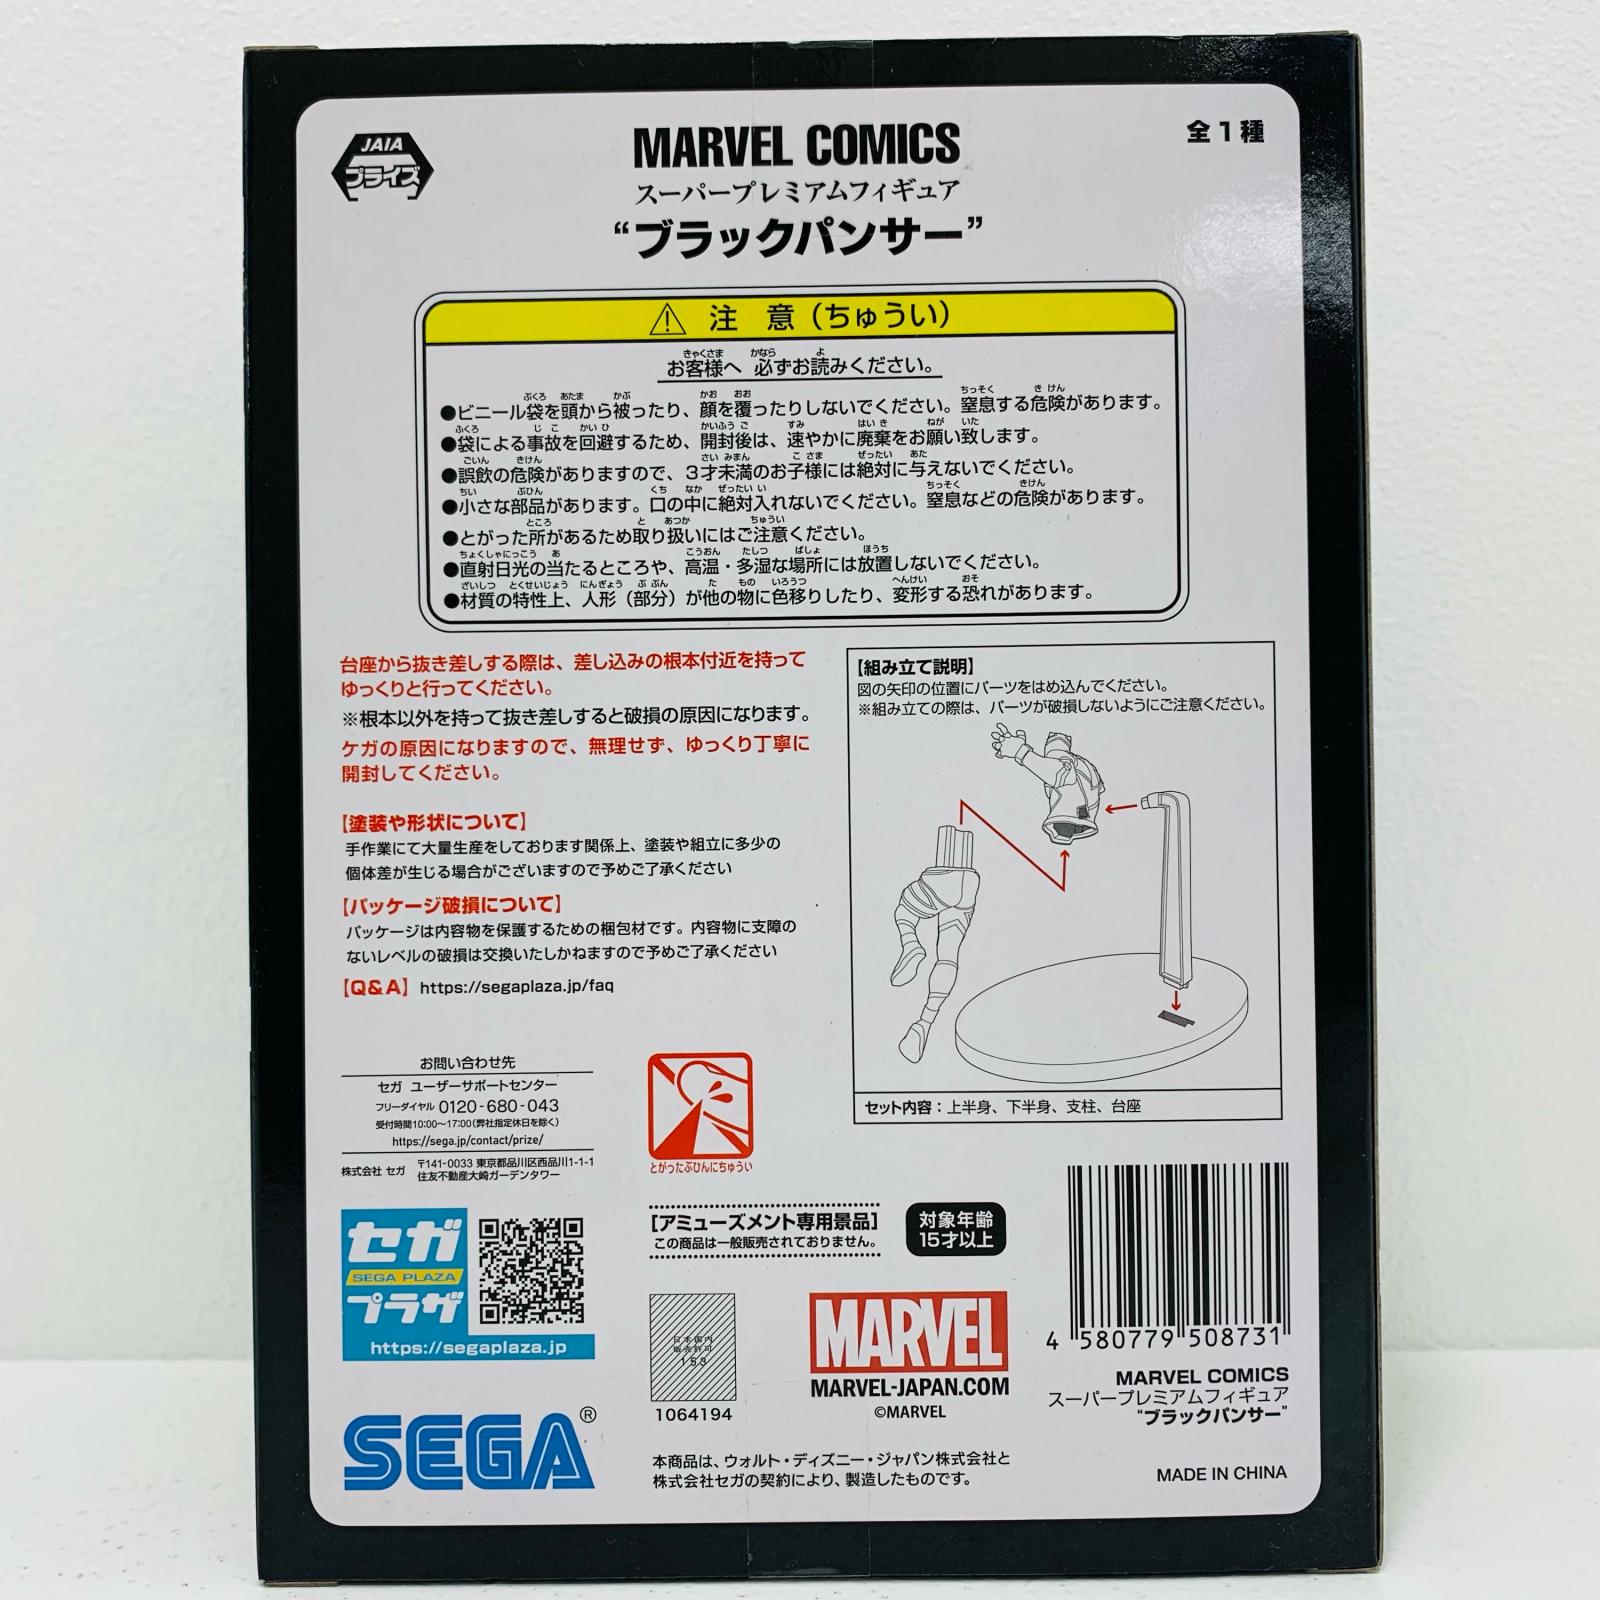 JAIA
プライズ
MARVEL COMICS
スーパープレミアムフィギュア
“ブラックパンサー”
全1種
注 意（ちゅうい）
お客様へ 必ずお読みください。
●ビニール袋を頭から被ったり、顔を覆ったりしないでください。窒息する危険があります。
●袋による事故を回避するため、開封後は、速やかに廃棄をお願い致します。
●誤飲の危険がありますので、3才未満のお子様には絶対に与えないでください。
●小さな部品があります。口の中に絶対入れないでください。窒息などの危険があります。
●とがった所があるため取り扱いにはご注意ください。
●直射日光の当たるところや、高温・多湿な場所には放置しないでください。
●材質の特性上、人形（部分）が他の物に色移りしたり、変形する恐れがあります。
台座から抜き差しする際は、差し込みの根本付近を持って
ゆっくりと行ってください。
※根本以外を持って抜き差しすると破損の原因になります。
ケガの原因になりますので、無理せず、ゆっくり丁寧に
開封してください。
【塗装や形状について】
手作業にて大量生産をしております関係上、塗装や組立に多少の
個体差が生じる場合がございますので予めご了承ください
【パッケージ破損について】
パッケージは内容物を保護するための梱包材です。内容物に支障の
ないレベルの破損は交換いたしかねますので予めご了承ください
【Q&A】 https://segaplaza.jp/faq
【組み立て説明】
図の矢印の位置にパーツをはめ込んでください。
※組み立ての際は、パーツが破損しないようにご注意ください。
セット内容：上半身、下半身、支柱、台座
お問い合わせ先
セガ ユーザーサポートセンター
フリーダイヤル 0120-680-043
受付時間10:00～17:00（弊社指定休日を除く）
https://sega.jp/contact/prize/
株式会社 セガ 〒141-0033 東京都品川区西品川1-1-1
住友不動産大崎ガーデンタワー
とがったぶひんにちゅうい
セガ
SEGA PLAZA
プラザ
https://segaplaza.jp
SEGA®
［アミューズメント専用景品］
この商品は一般販売されておりません。
対象年齢
15才以上
日本国内
販売許可
153
1064194
MARVEL
MARVEL-JAPAN.COM
©MARVEL
本商品は、ウォルト・ディズニー・ジャパン株式会社と
株式会社セガの契約により、製造したものです。
4 580779 508731
MARVEL COMICS
スーパープレミアムフィギュア
“ブラックパンサー”
MADE IN CHINA